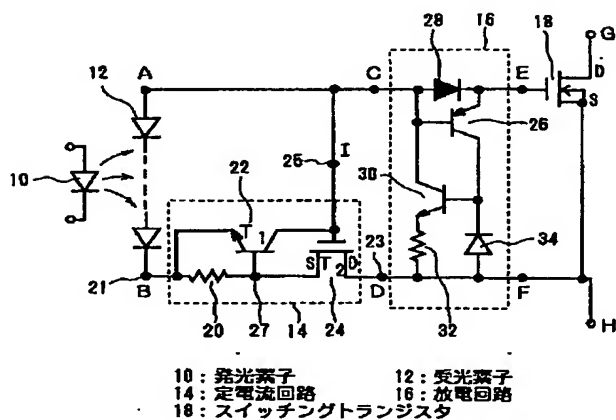 28 16 18 G
12 A C E D
S
26
I
25
10 22 30
T1
34
S T2 D 23
21 B D F
20 27 24 14 32 H
10：発光素子 12：受光素子
14：定電流回路 16：放電回路
18：スイッチングトランジスタ